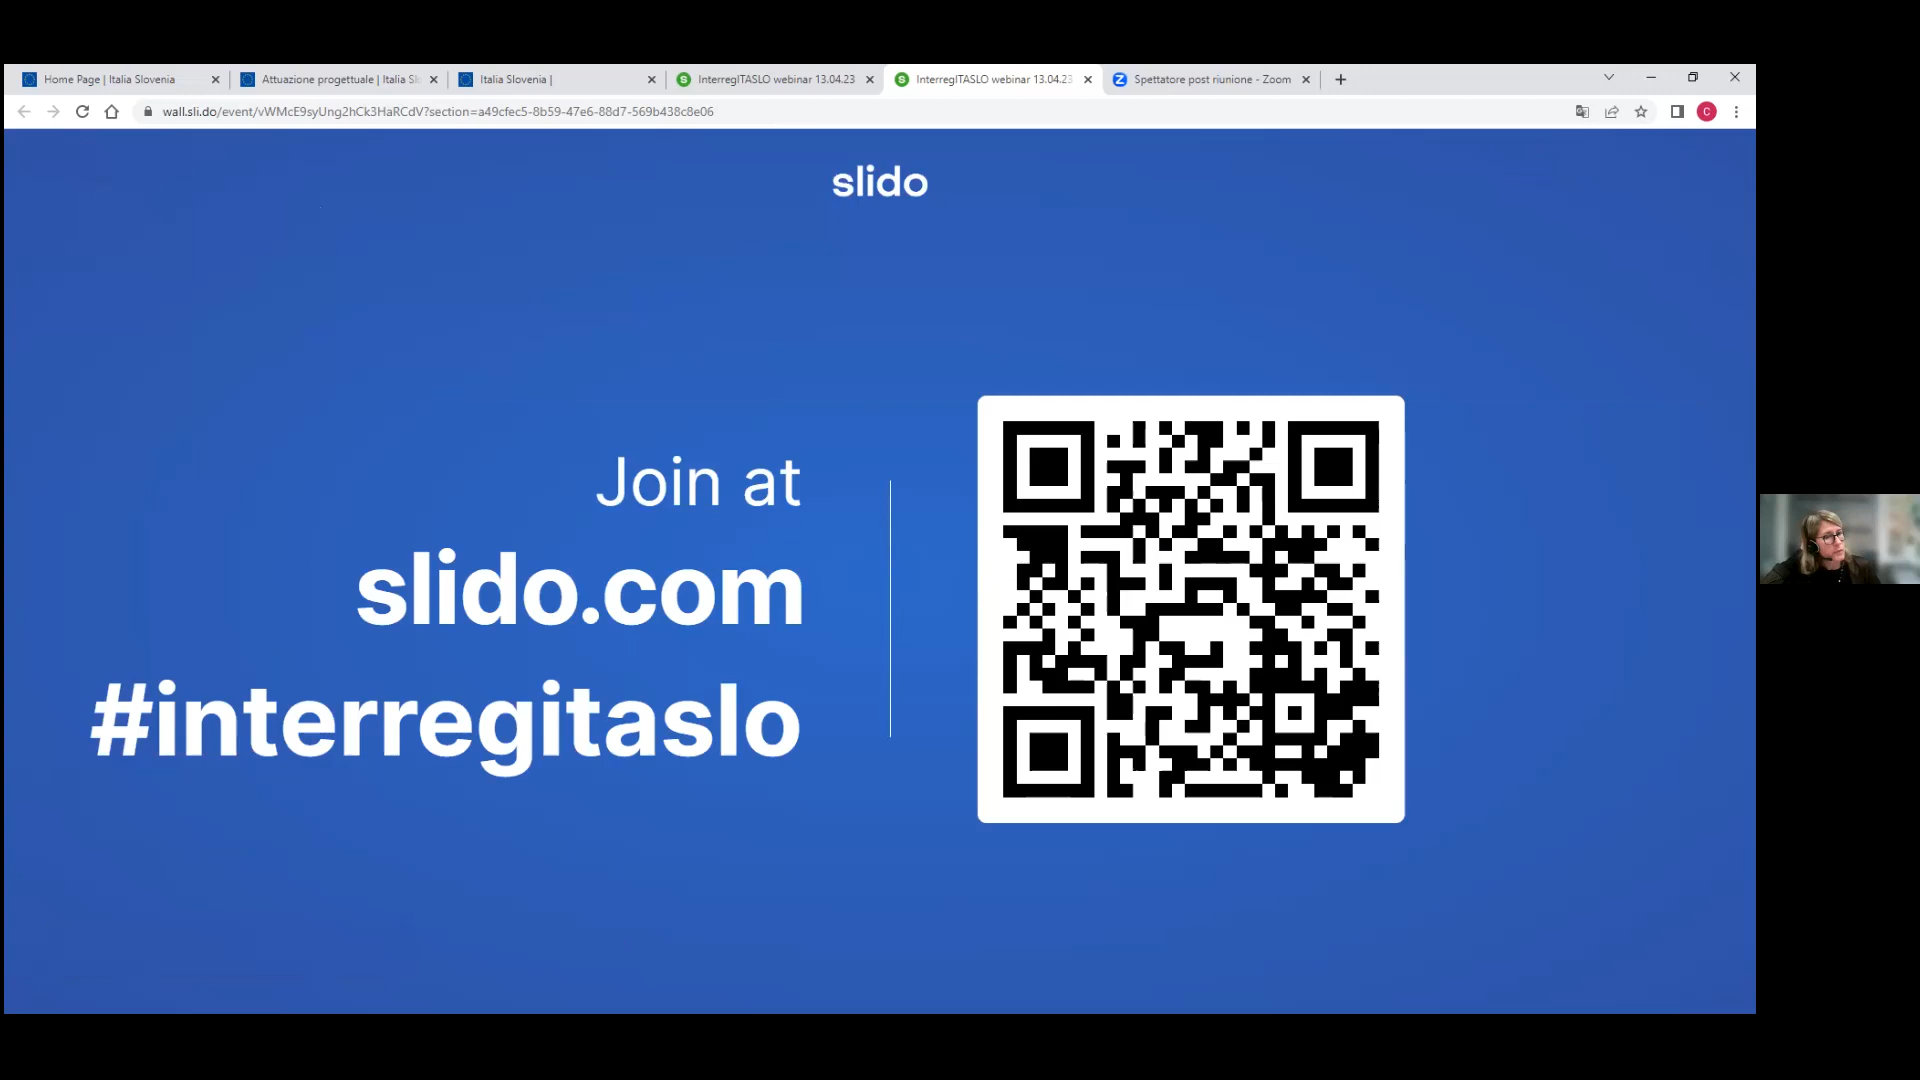 Home Page | Italia Slovenia
Attuazione progettuale | Italia Sl
Italia Slovenia |
InterregITASLO webinar 13.04.23
InterregITASLO webinar 13.04.23
Spettatore post riunione - Zoom
wall.sli.do/event/vWMcE9syUng2hCk3HaRCdV?section=a49cfec5-8b59-47e6-88d7-569b438c8e06
C
slido
Join at
slido.com
#interregitaslo